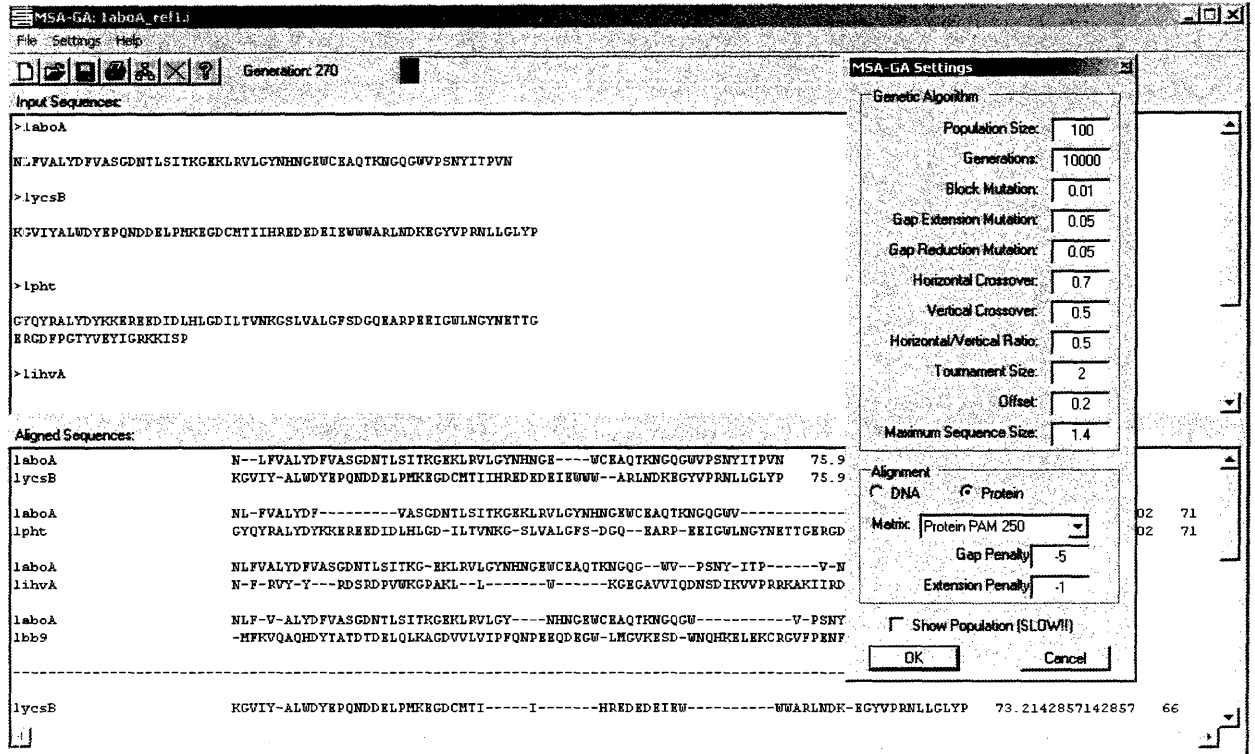 MSA-GA: 1aboA_ref1.i
File Settings Help
Generation: 270
Input Sequences:
>1aboA
NLFVALYDFVASGDNTLSITKGEKLRVLGYNHNGEWCEAQTKNGQGWVPSNYITPVN
>1ycsB
KGVIYALWDYEPQNDDELPMKEGDCMTIIHREDEDEIEWWWARLNDKEGYVPRNLLGLYP
>1pht
GYQYRALYDYKKEREEDIDLHLGDILTVNKGSLVALGFSDGQEARPEEIGWLNGYNETTG
ERGDFPGTYVEYIGRKKISP
>1ihvA
Aligned Sequences:
1aboA N--LFVALYDFVASGDNTLSITKGEKLRVLGYNHNGE----WCEAQTKNGQGWVPSNYITPVN 75.9
1ycsB KGVIY-ALWDYEPQNDDELPMKEGDCMTIIHREDEDEIEWWW--ARLNDKEGYVPRNLLGLYP 75.9
1aboA NL-FVALYDF----------VASGDNTLSITKGEKLRVLGYNHNGEWCEAQTKNGQGWV-------------- 02 71
1pht GYQYRALYDYKKEREEDIDLHLGD-ILTVNKG-SLVALGFS-DGQ--EARP-EEIGWLNGYNETTGERGD 02 71
1aboA NLFVALYDFVASGDNTLSITKG-EKLRVLGYNHNGEWCEAQTKNGQG--WV--PSNY-ITP------V-N
1ihvA N-F-RVY-Y---RDSRDPVWKGPAKL--L-------W------KGEGAVVIQDNSDIKVVPRRKAKIIRD
1aboA NLF-V-ALYDFVASGDNTLSITKGEKLRVLGY----NHNGEWCEAQTKNGQGW-----------V-PSNY
1bb9 -MFKVQAQHDYTATDTDELQLKAGDVVLVIPFQNPEEQDEGW-LMGVKESD-WNQHKELEKCRGVFPENF
1ycsB KGVIY-ALWDYEPQNDDELPMKEGDCMTI-----I-------HREDEDEIEW----------WWARLNDK-EGYVPRNLLGLYP 73.2142857142857 66
MSA-GA Settings
Genetic Algorithm
Population Size: 100
Generations: 10000
Block Mutation: 0.01
Gap Extension Mutation: 0.05
Gap Reduction Mutation: 0.05
Horizontal Crossover: 0.7
Vertical Crossover: 0.5
Horizontal/Vertical Ratio: 0.5
Tournament Size: 2
Offset: 0.2
Maximum Sequence Size: 1.4
Alignment
DNA Protein
Matrix: Protein PAM 250
Gap Penalty -5
Extension Penalty -1
Show Population (SLOW!!)
OK Cancel